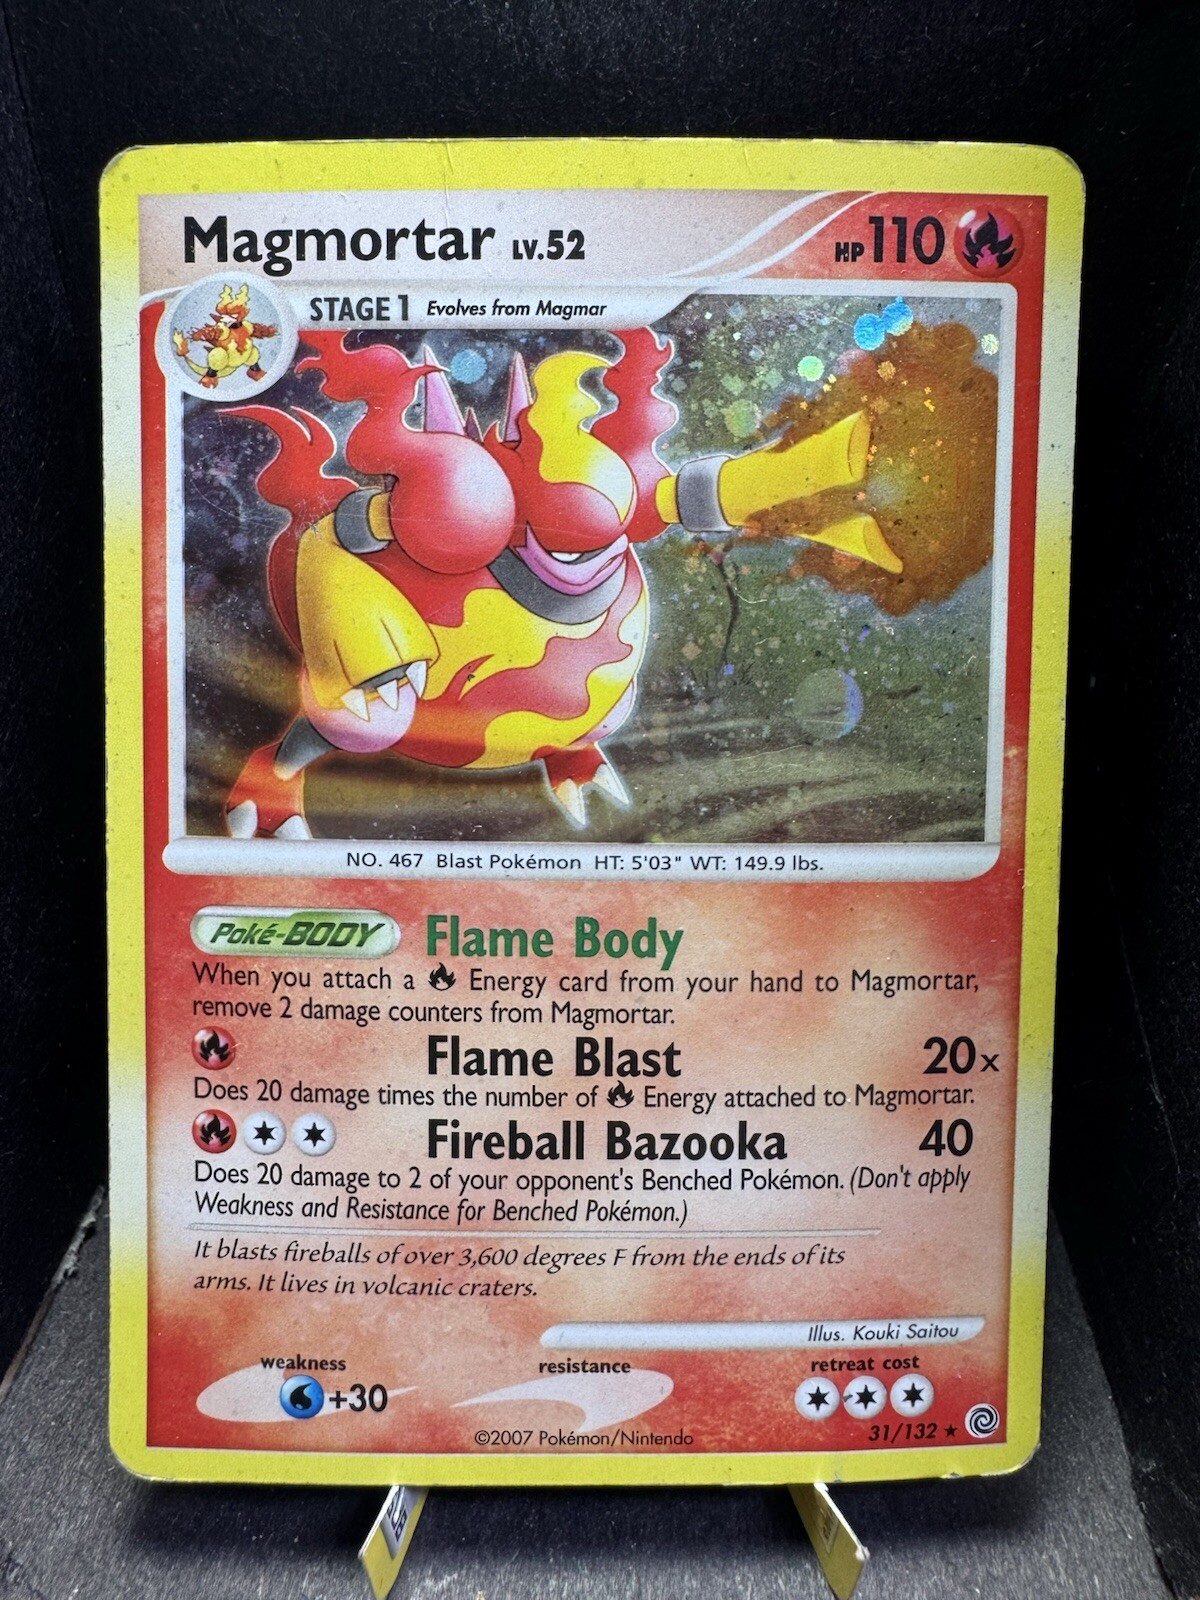 Magmortar LV.52 HP 110
STAGE 1 Evolves from Magmar
NO. 467 Blast Pokémon HT: 5'03" WT: 149.9 lbs.
Poké-BODY Flame Body
When you attach a Energy card from your hand to Magmortar,
remove 2 damage counters from Magmortar.
Flame Blast 20x
Does 20 damage times the number of Energy attached to Magmortar.
Fireball Bazooka 40
Does 20 damage to 2 of your opponent's Benched Pokémon. (Don't apply
Weakness and Resistance for Benched Pokémon.)
It blasts fireballs of over 3,600 degrees F from the ends of its
arms. It lives in volcanic craters.
Illus. Kouki Saitou
weakness resistance retreat cost
+30
©2007 Pokémon/Nintendo 31/132 ★